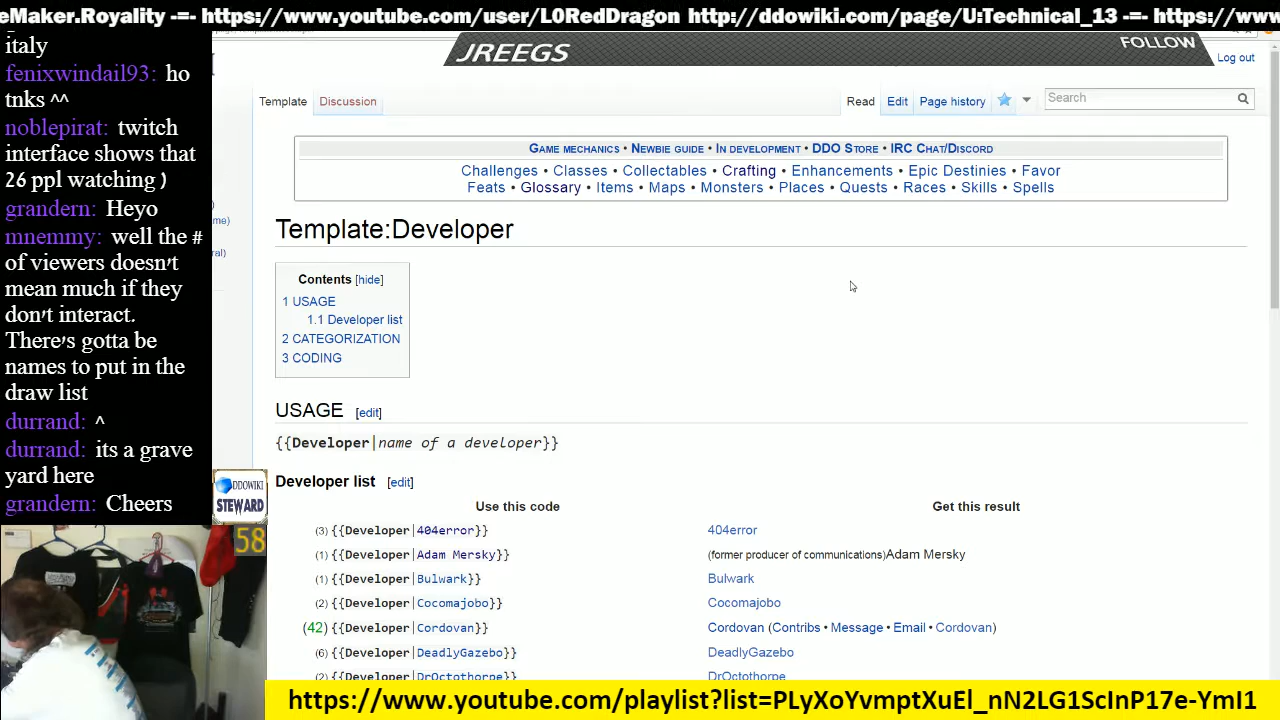 eMaker.Royality -=- https://www.youtube.com/user/L0RedDragon http://ddowiki.com/page/U:Technical_13 -=- https://www
italy
fenixwindail93: ho
tnks ^^
noblepirat: twitch
interface shows that
26 ppl watching )
grandern: Heyo
mnemmy: well the #
of viewers doesn't
mean much if they
don't interact.
There's gotta be
names to put in the
draw list
durrand: ^
durrand: its a grave
yard here
grandern: Cheers
DDOWIKI
STEWARD
58
JREEGS
FOLLOW
Log out
Template Discussion Read Edit Page history Search
Game mechanics • Newbie guide • In development • DDO Store • IRC Chat/Discord
Challenges • Classes • Collectables • Crafting • Enhancements • Epic Destinies • Favor
Feats • Glossary • Items • Maps • Monsters • Places • Quests • Races • Skills • Spells
Template:Developer
Contents [hide]
1 USAGE
1.1 Developer list
2 CATEGORIZATION
3 CODING
USAGE [edit]
{{Developer|name of a developer}}
Developer list [edit]
Use this code Get this result
(3) {{Developer|404error}} 404error
(1) {{Developer|Adam Mersky}} (former producer of communications)Adam Mersky
(1) {{Developer|Bulwark}} Bulwark
(2) {{Developer|Cocomajobo}} Cocomajobo
(42) {{Developer|Cordovan}} Cordovan (Contribs • Message • Email • Cordovan)
(6) {{Developer|DeadlyGazebo}} DeadlyGazebo
(2) {{Developer|DrOctothorpe}} DrOctothorpe
https://www.youtube.com/playlist?list=PLyXoYvmptXuEl_nN2LG1ScInP17e-YmI1